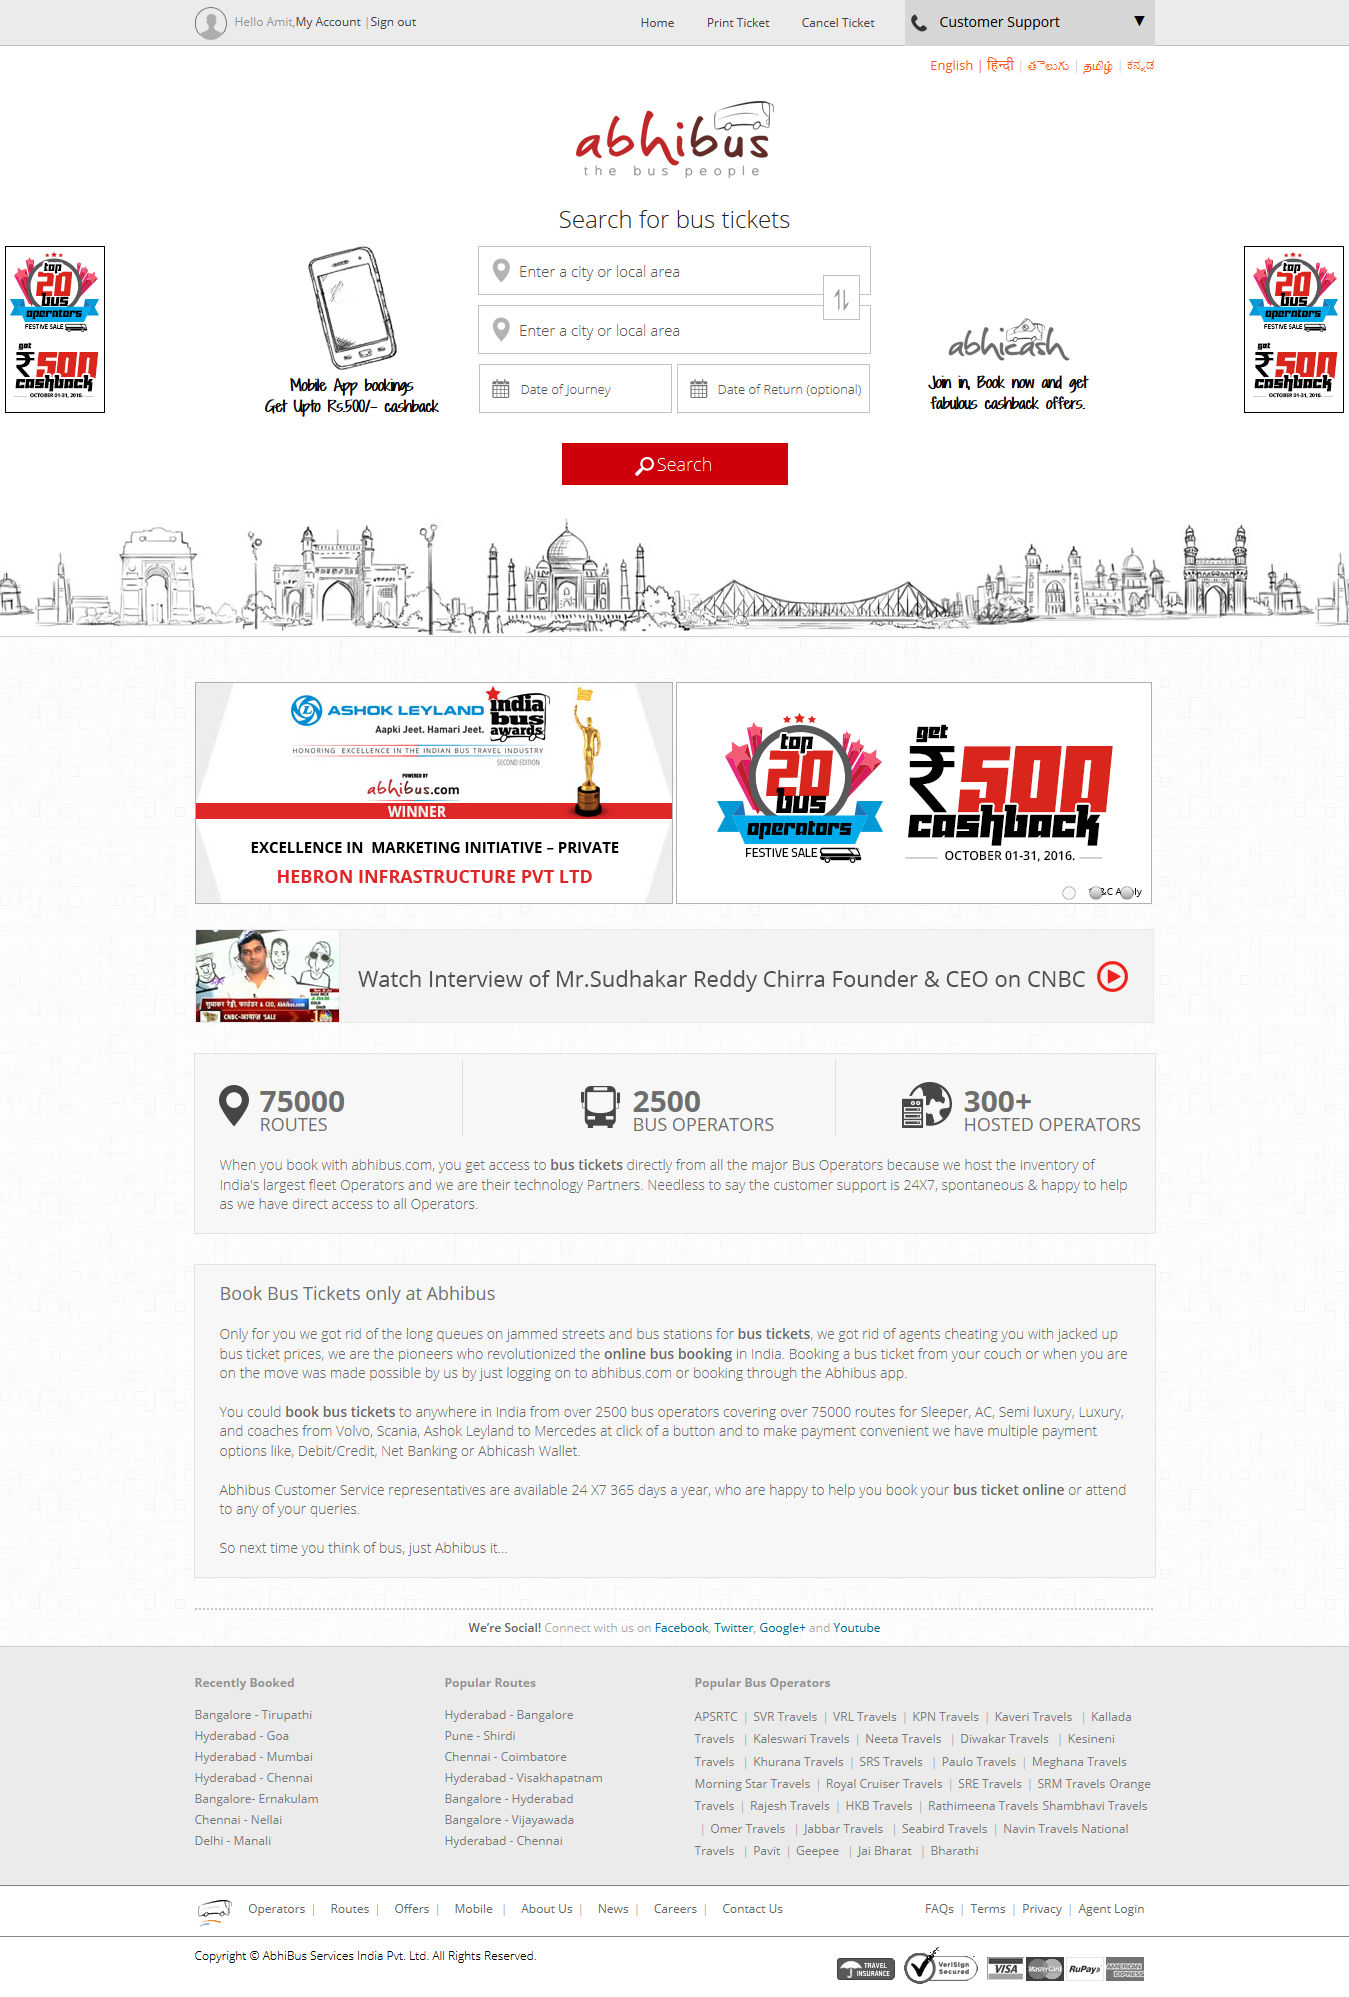 Hello Amit,My Account |Sign out
Home
Print Ticket
Cancel Ticket
Customer Support
English | हिन्दी | తెలుగు | தமிழ் | ಕನ್ನಡ
abhibus
the bus people
Search for bus tickets
top
20
bus
operators
FESTIVE SALE
get
₹500
cashback
OCTOBER 01-31, 2016.
Mobile App bookings
Get Upto Rs.500/- cashback
Enter a city or local area
Enter a city or local area
Date of Journey
Date of Return (optional)
Search
abhicash
Join in, Book now and get
fabulous cashback offers.
top
20
bus
operators
FESTIVE SALE
get
₹500
cashback
OCTOBER 01-31, 2016.
ASHOK LEYLAND
Aapki Jeet. Hamari Jeet.
india
bus
awards
HONORING EXCELLENCE IN THE INDIAN BUS TRAVEL INDUSTRY
SECOND EDITION
POWERED BY
abhibus.com
WINNER
EXCELLENCE IN MARKETING INITIATIVE – PRIVATE
HEBRON INFRASTRUCTURE PVT LTD
top
20
bus
operators
FESTIVE SALE
get
₹500
cashback
OCTOBER 01-31, 2016.
सुधाकर रेड्डी, फाउंडर & CEO, Abhibus.com
CNBC-आवाज़ SALE
Watch Interview of Mr.Sudhakar Reddy Chirra Founder & CEO on CNBC
75000
ROUTES
2500
BUS OPERATORS
300+
HOSTED OPERATORS
When you book with abhibus.com, you get access to bus tickets directly from all the major Bus Operators because we host the inventory of
India's largest fleet Operators and we are their technology Partners. Needless to say the customer support is 24X7, spontaneous & happy to help
as we have direct access to all Operators.
Book Bus Tickets only at Abhibus
Only for you we got rid of the long queues on jammed streets and bus stations for bus tickets, we got rid of agents cheating you with jacked up
bus ticket prices, we are the pioneers who revolutionized the online bus booking in India. Booking a bus ticket from your couch or when you are
on the move was made possible by us by just logging on to abhibus.com or booking through the Abhibus app.
You could book bus tickets to anywhere in India from over 2500 bus operators covering over 75000 routes for Sleeper, AC, Semi luxury, Luxury,
and coaches from Volvo, Scania, Ashok Leyland to Mercedes at click of a button and to make payment convenient we have multiple payment
options like, Debit/Credit, Net Banking or Abhicash Wallet.
Abhibus Customer Service representatives are available 24 X7 365 days a year, who are happy to help you book your bus ticket online or attend
to any of your queries.
So next time you think of bus, just Abhibus it...
We're Social! Connect with us on Facebook, Twitter, Google+ and Youtube
Recently Booked
Bangalore - Tirupathi
Hyderabad - Goa
Hyderabad - Mumbai
Hyderabad - Chennai
Bangalore- Ernakulam
Chennai - Nellai
Delhi - Manali
Popular Routes
Hyderabad - Bangalore
Pune - Shirdi
Chennai - Coimbatore
Hyderabad - Visakhapatnam
Bangalore - Hyderabad
Bangalore - Vijayawada
Hyderabad - Chennai
Popular Bus Operators
APSRTC | SVR Travels | VRL Travels | KPN Travels | Kaveri Travels | Kallada
Travels | Kaleswari Travels | Neeta Travels | Diwakar Travels | Kesineni
Travels | Khurana Travels | SRS Travels | Paulo Travels | Meghana Travels
Morning Star Travels | Royal Cruiser Travels | SRE Travels | SRM Travels Orange
Travels | Rajesh Travels | HKB Travels | Rathimeena Travels Shambhavi Travels
| Omer Travels | Jabbar Travels | Seabird Travels | Navin Travels National
Travels | Pavit | Geepee | Jai Bharat | Bharathi
Operators | Routes | Offers | Mobile | About Us | News | Careers | Contact Us
FAQs | Terms | Privacy | Agent Login
Copyright © AbhiBus Services India Pvt. Ltd. All Rights Reserved.
TRAVEL
INSURANCE
VeriSign
Secured
VISA
MasterCard
RuPay
AMERICAN
EXPRESS